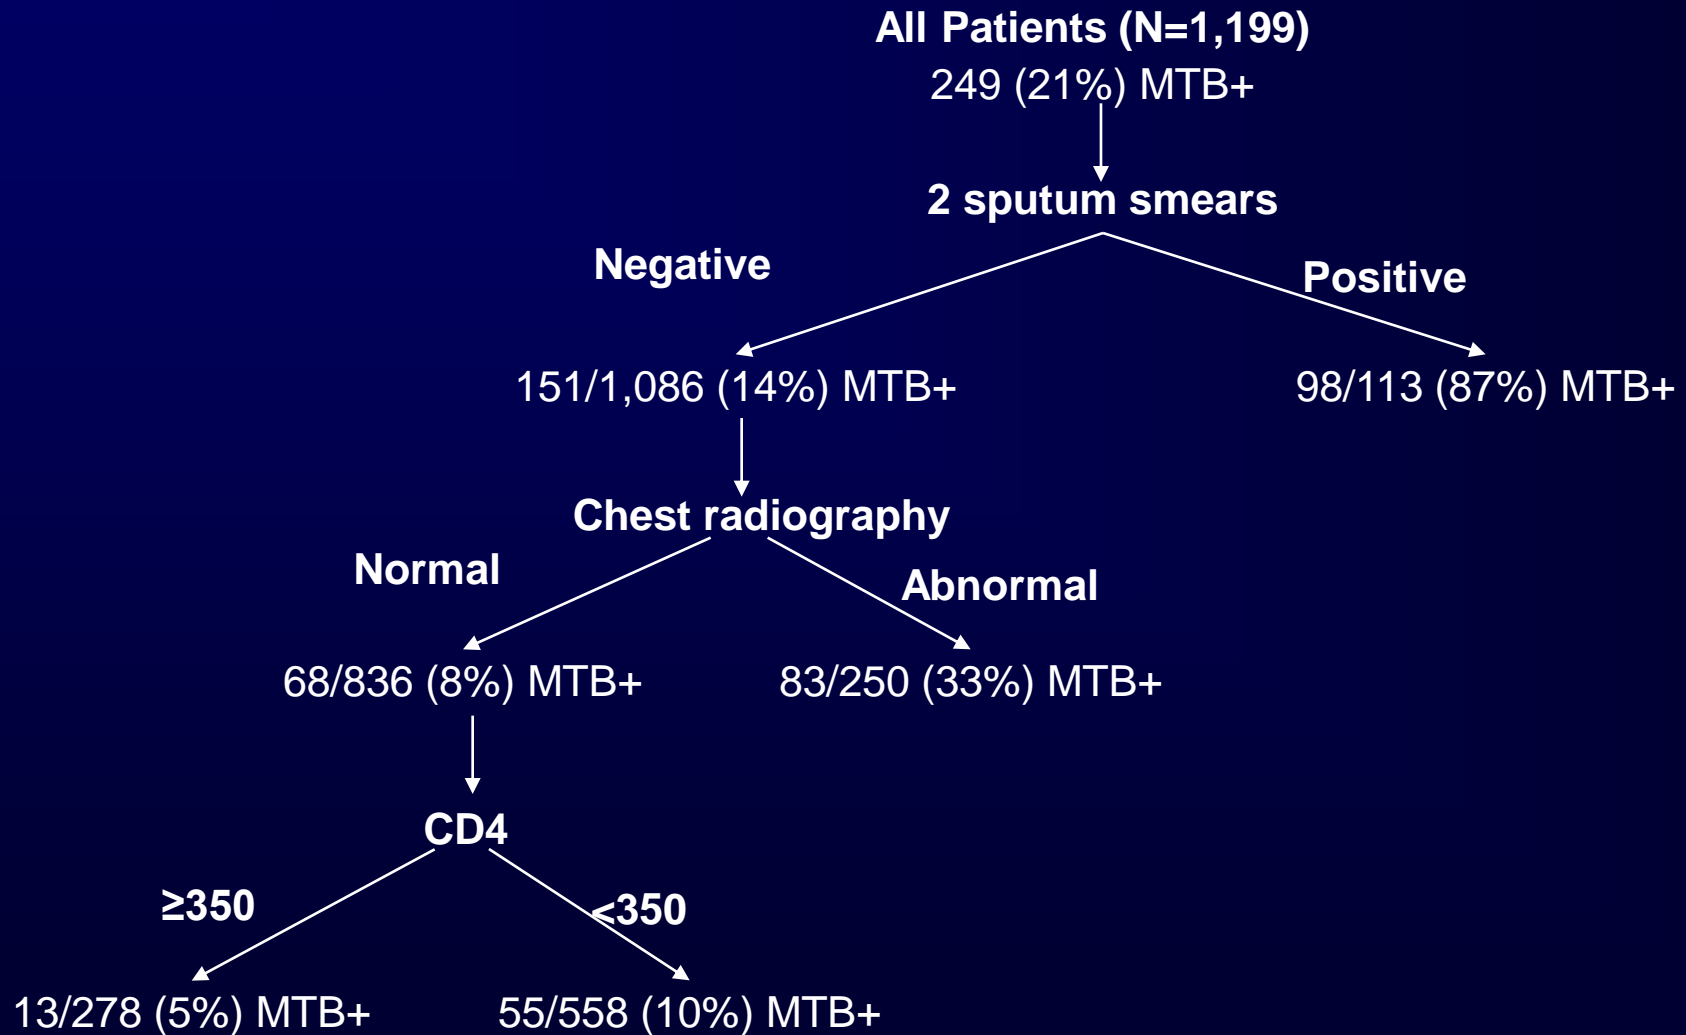 All Patients (N=1,199)
249 (21%) MTB+
2 sputum smears
Negative
Positive
151/1,086 (14%) MTB+
98/113 (87%) MTB+
Chest radiography
Normal
Abnormal
68/836 (8%) MTB+
83/250 (33%) MTB+
CD4
≥350
<350
13/278 (5%) MTB+
55/558 (10%) MTB+